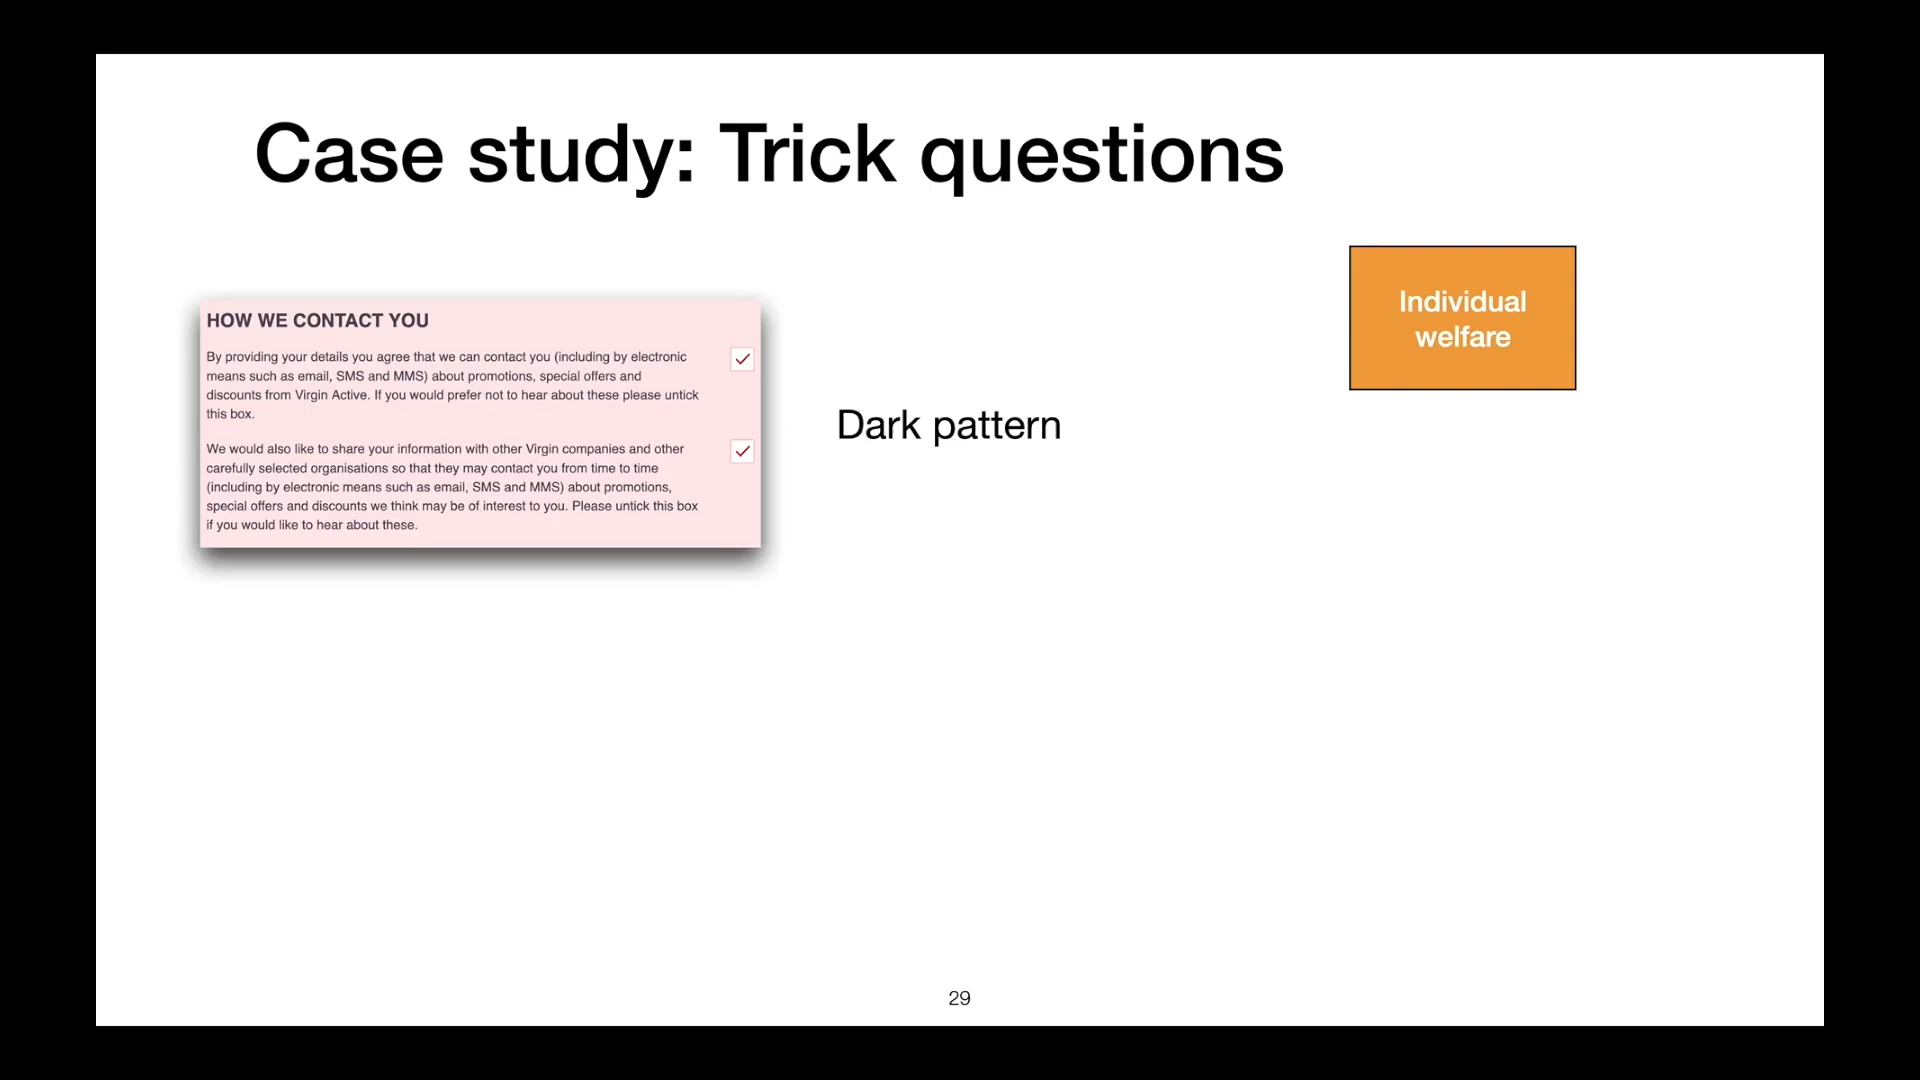 Case study: Trick questions
HOW WE CONTACT YOU
By providing your details you agree that we can contact you (including by electronic
means such as email, SMS and MMS) about promotions, special offers and
discounts from Virgin Active. If you would prefer not to hear about these please untick
this box.
We would also like to share your information with other Virgin companies and other
carefully selected organisations so that they may contact you from time to time
(including by electronic means such as email, SMS and MMS) about promotions,
special offers and discounts we think may be of interest to you. Please untick this box
if you would like to hear about these.
Dark pattern
Individual
welfare
29